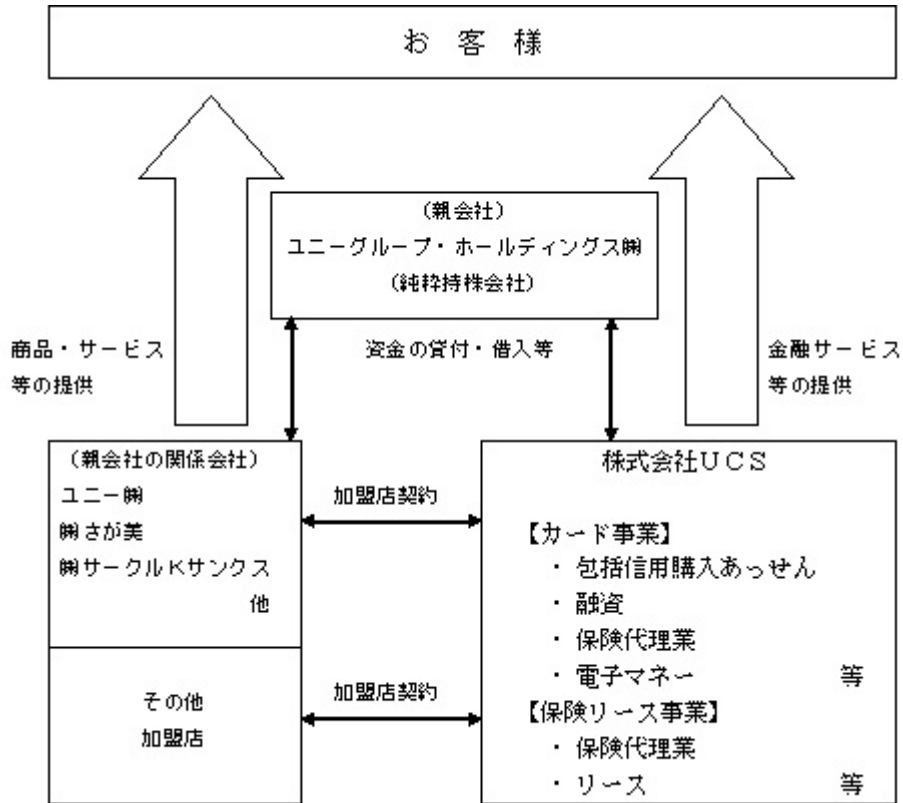 お 客 様
（親会社）
ユニーグループ・ホールディングス㈱
（純粋持株会社）
商品・サービス
等の提供
資金の貸付・借入等
金融サービス
等の提供
（親会社の関係会社）
ユニー㈱
㈱さが美
㈱サークルＫサンクス
他
加盟店契約
株式会社ＵＣＳ
【カード事業】
・ 包括信用購入あっせん
・ 融資
・ 保険代理業
・ 電子マネー 等
【保険リース事業】
・ 保険代理業
・ リース 等
その他
加盟店
加盟店契約